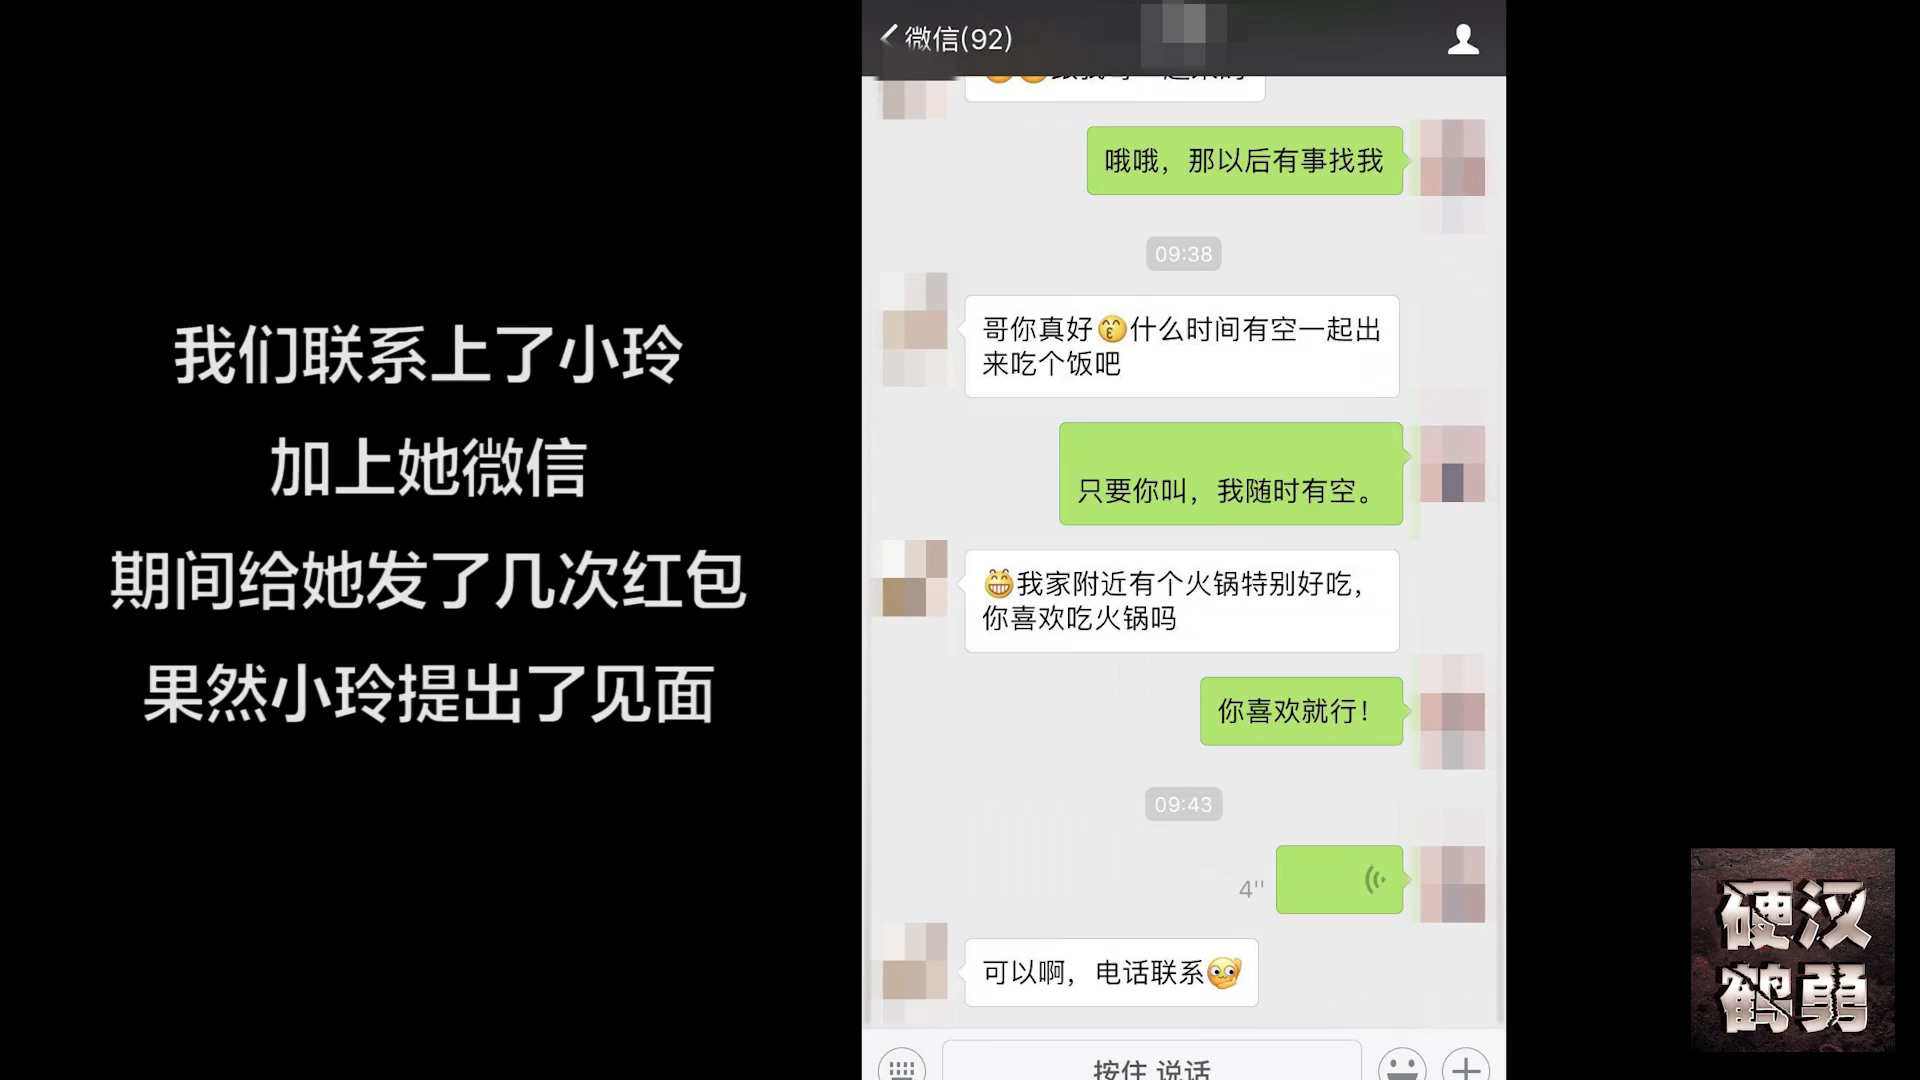 我们联系上了小玲
加上她微信
期间给她发了几次红包
果然小玲提出了见面
微信(92)
哦哦，那以后有事找我
09:38
哥你真好什么时间有空一起出
来吃个饭吧
只要你叫，我随时有空。
我家附近有个火锅特别好吃，
你喜欢吃火锅吗
你喜欢就行！
09:43
4"
可以啊，电话联系
按住 说话
硬汉
鹤勇